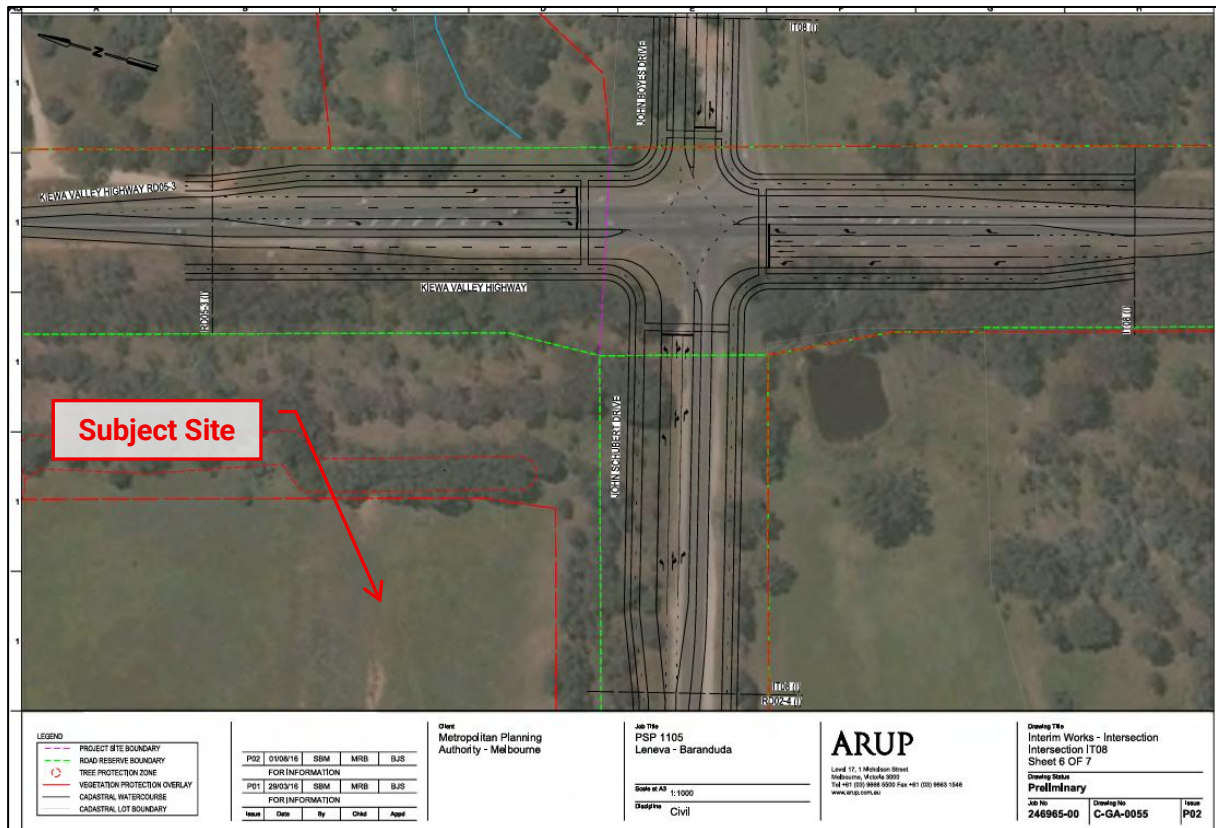 A
B
C
D
E
F
G
H
N
IT08 (I)
JOHN BOYES DRIVE
KIEWA VALLEY HIGHWAY RD05-3
KIEWA VALLEY HIGHWAY
RD05-3 (I)
IT08 (I)
Subject Site
JOHN SCHUBERT DRIVE
IT08 (I)
RD02-4 (I)
LEGEND
PROJECT SITE BOUNDARY
ROAD RESERVE BOUNDARY
TREE PROTECTION ZONE
VEGETATION PROTECTION OVERLAY
CADASTRAL WATERCOURSE
CADASTRAL LOT BOUNDARY
P02 01/08/16 SBM MRB BJS
FOR INFORMATION
P01 29/03/16 SBM MRB BJS
FOR INFORMATION
Issue Date By Chkd Appd
Client
Metropolitan Planning
Authority - Melbourne
Job Title
PSP 1105
Leneva - Baranduda
Scale at A3 1:1000
Discipline Civil
ARUP
Level 17, 1 Nicholson Street
Melbourne, Victoria 3000
www.arup.com.au
Drawing Title
Interim Works - Intersection
Intersection IT08
Sheet 6 OF 7
Drawing Status
Preliminary
Job No Drawing No Issue
246965-00 C-GA-0055 P02